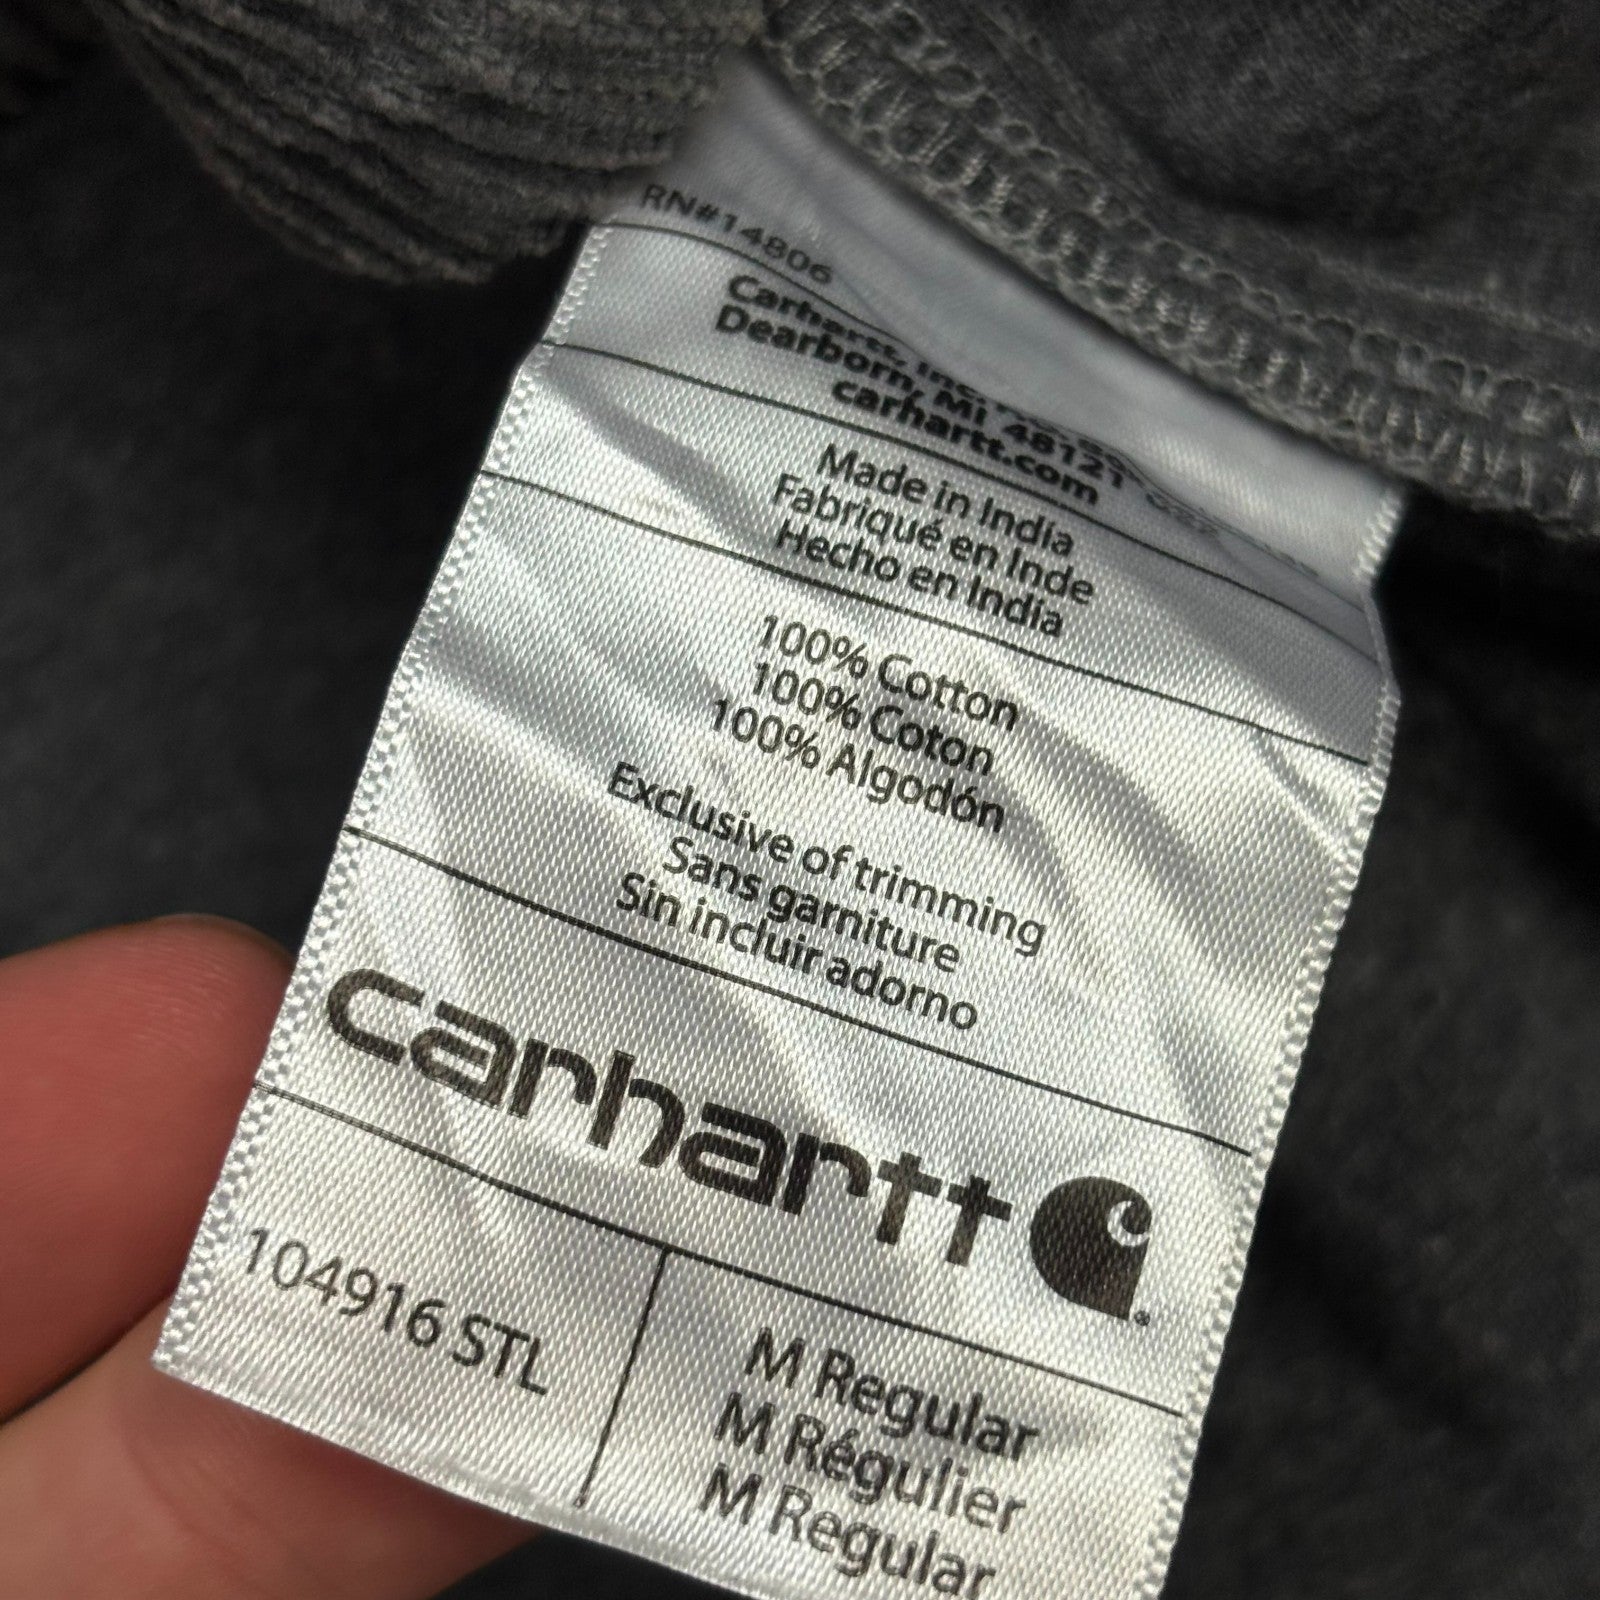 RN#14806
Carhartt, Inc.
Dearborn, MI 48121
carhartt.com
Made in India
Fabriqué en Inde
Hecho en India
100% Cotton
100% Coton
100% Algodón
Exclusive of trimming
Sans garniture
Sin incluir adorno
carhartt
104916 STL
M Regular
M Régulier
M Regular